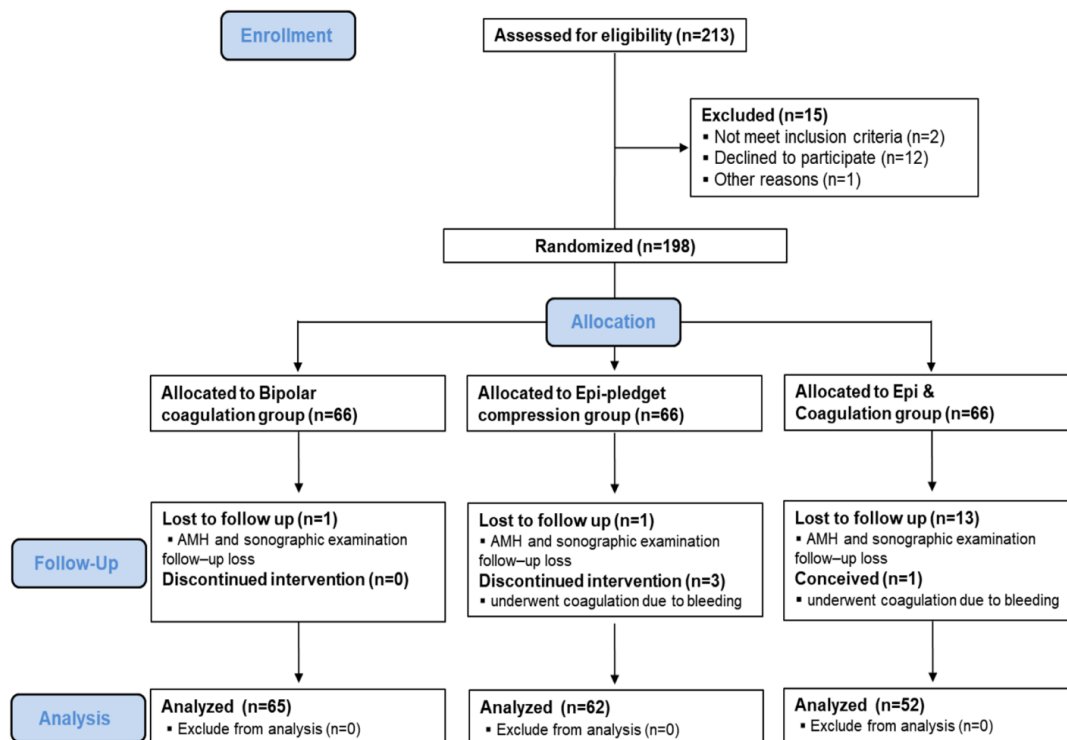 Enrollment
Assessed for eligibility (n=213)
Excluded (n=15)
▪ Not meet inclusion criteria (n=2)
▪ Declined to participate (n=12)
▪ Other reasons (n=1)
Randomized (n=198)
Allocation
Allocated to Bipolar
coagulation group (n=66)
Allocated to Epi-pledget
compression group (n=66)
Allocated to Epi &
Coagulation group (n=66)
Follow-Up
Lost to follow up (n=1)
▪ AMH and sonographic examination
follow–up loss
Discontinued intervention (n=0)
Lost to follow up (n=1)
▪ AMH and sonographic examination
follow–up loss
Discontinued intervention (n=3)
▪ underwent coagulation due to bleeding
Lost to follow up (n=13)
▪ AMH and sonographic examination
follow–up loss
Conceived (n=1)
▪ underwent coagulation due to bleeding
Analysis
Analyzed (n=65)
▪ Exclude from analysis (n=0)
Analyzed (n=62)
▪ Exclude from analysis (n=0)
Analyzed (n=52)
▪ Exclude from analysis (n=0)